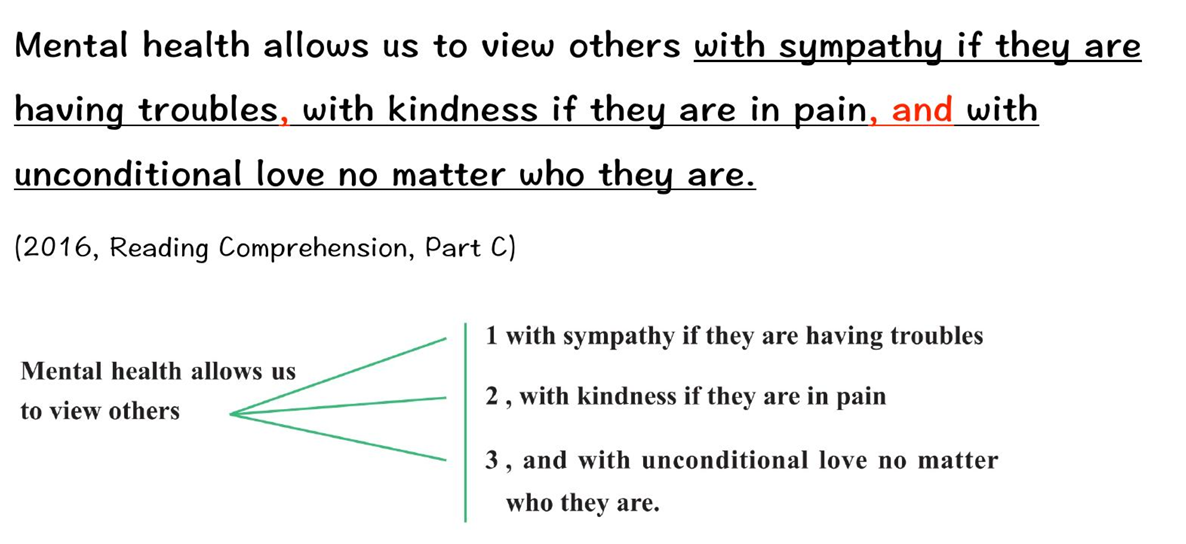 Mental health allows us to view others with sympathy if they are
having troubles, with kindness if they are in pain, and with
unconditional love no matter who they are.
(2016, Reading Comprehension, Part C)
Mental health allows us
to view others
1 with sympathy if they are having troubles
2 , with kindness if they are in pain
3 , and with unconditional love no matter
who they are.